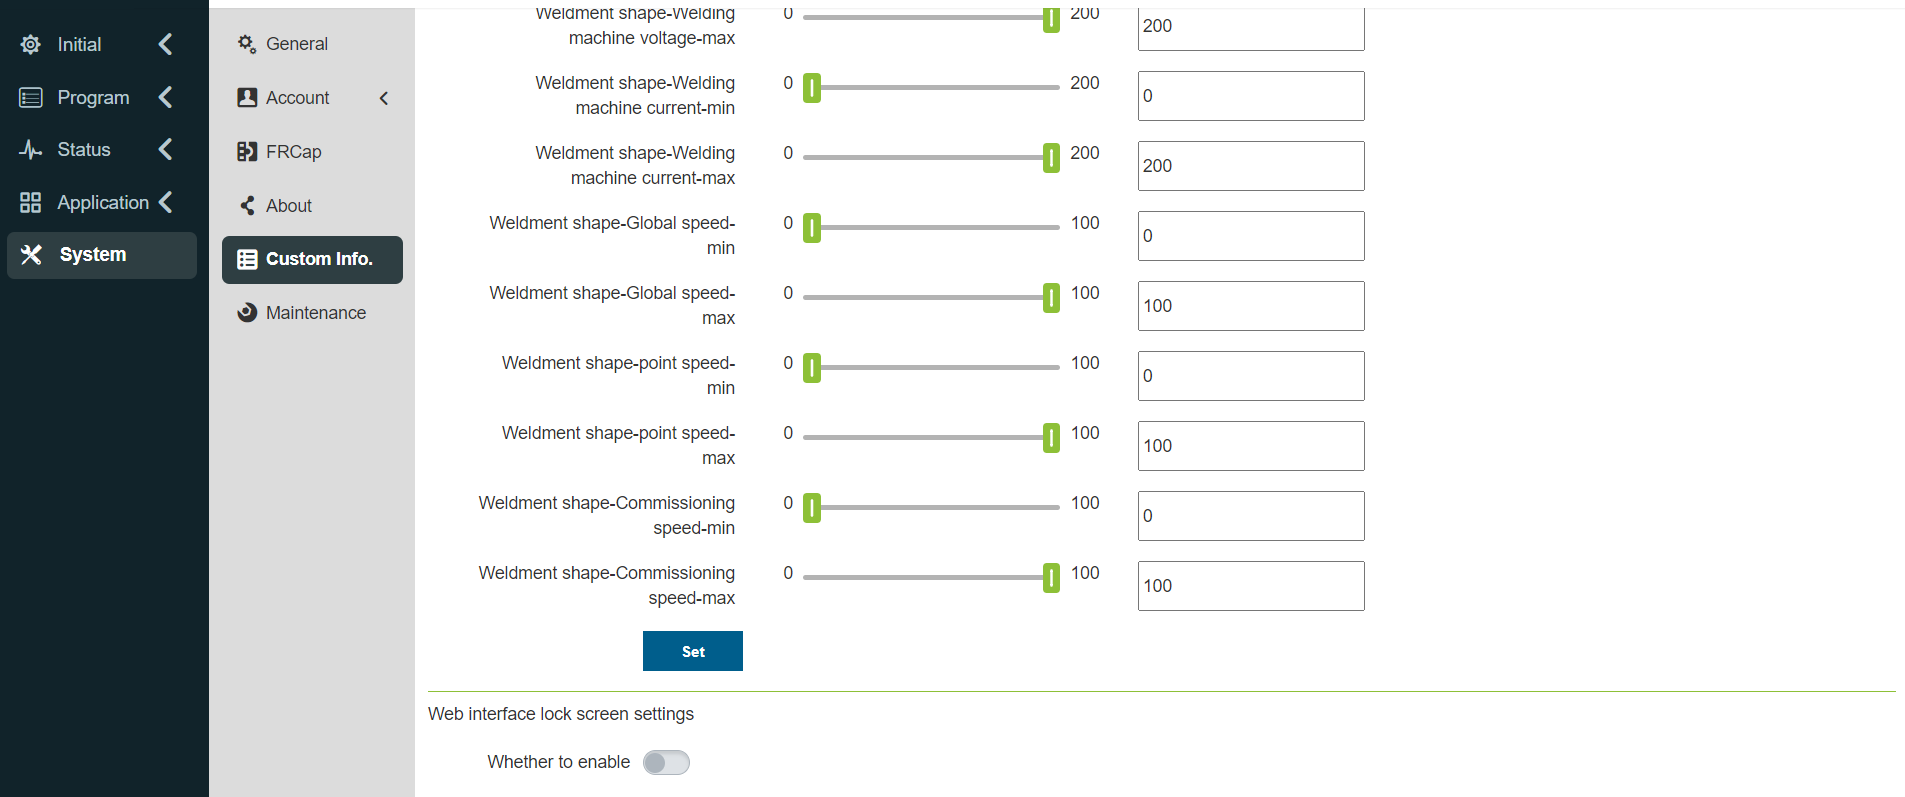 Initial
Program
Status
Application
System
General
Account
FRCap
About
Custom Info.
Maintenance
Weldment shape-Welding
machine voltage-max
0
200
200
Weldment shape-Welding
machine current-min
0
200
0
Weldment shape-Welding
machine current-max
0
200
200
Weldment shape-Global speed-
min
0
100
0
Weldment shape-Global speed-
max
0
100
100
Weldment shape-point speed-
min
0
100
0
Weldment shape-point speed-
max
0
100
100
Weldment shape-Commissioning
speed-min
0
100
0
Weldment shape-Commissioning
speed-max
0
100
100
Set
Web interface lock screen settings
Whether to enable